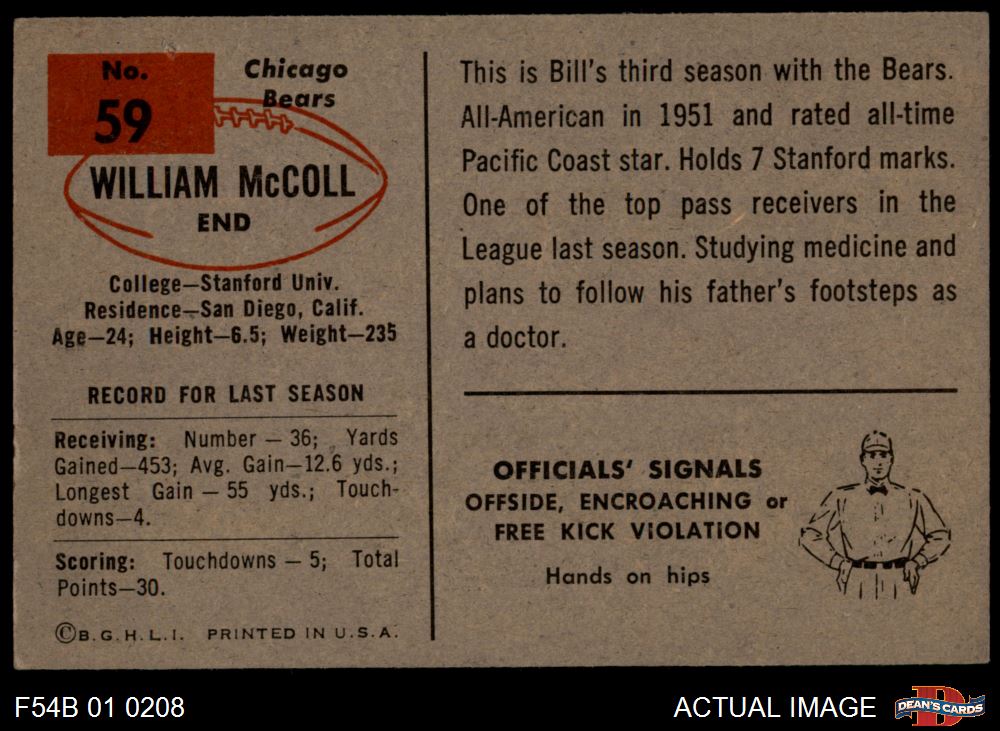 No.
59
Chicago
Bears
WILLIAM McCOLL
END
College—Stanford Univ.
Residence—San Diego, Calif.
Age—24; Height—6.5; Weight—235
RECORD FOR LAST SEASON
Receiving: Number — 36; Yards
Gained—453; Avg. Gain—12.6 yds.;
Longest Gain — 55 yds.; Touch-
downs—4.
Scoring: Touchdowns — 5; Total
Points—30.
©B.G.H.L.I. PRINTED IN U.S.A.
This is Bill's third season with the Bears.
All-American in 1951 and rated all-time
Pacific Coast star. Holds 7 Stanford marks.
One of the top pass receivers in the
League last season. Studying medicine and
plans to follow his father's footsteps as
a doctor.
OFFICIALS' SIGNALS
OFFSIDE, ENCROACHING or
FREE KICK VIOLATION
Hands on hips
F54B 01 0208
ACTUAL IMAGE
D
DEAN'S CARDS